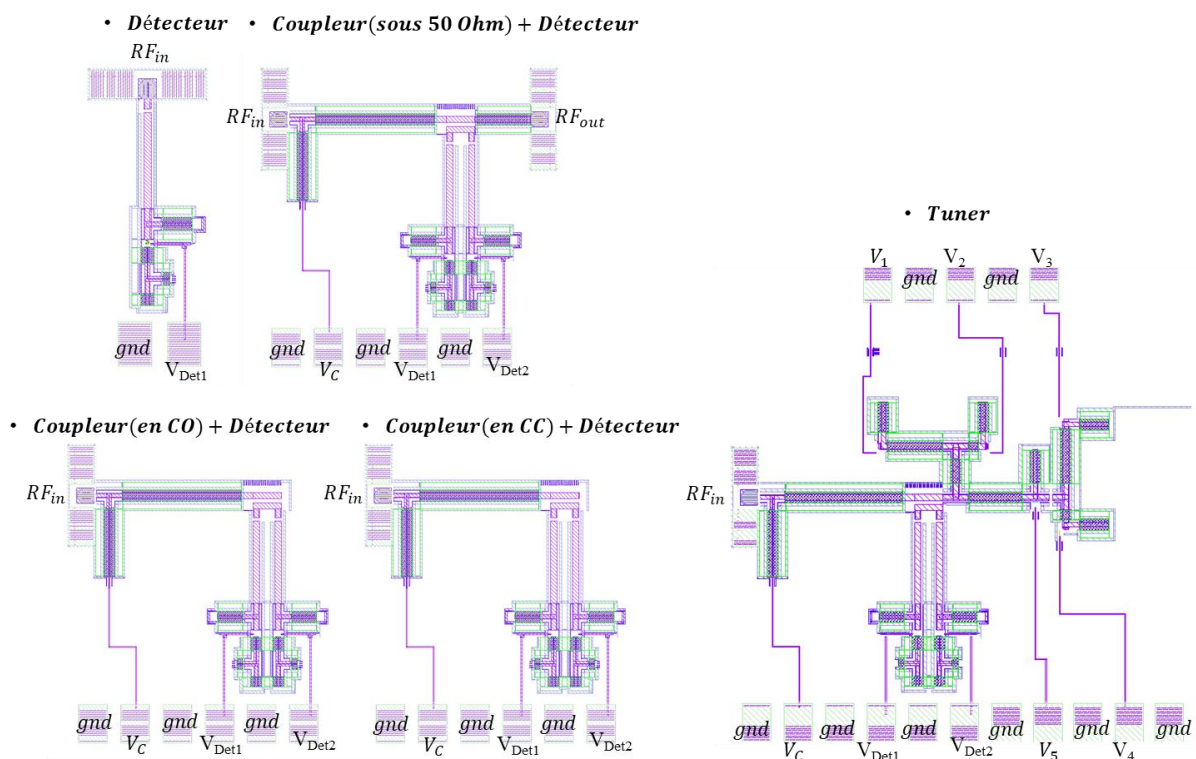 • Détecteur
RF_in
gnd
V_Det1
• Coupleur(sous 50 Ohm) + Détecteur
RF_in
RF_out
gnd gnd gnd
V_C V_Det1 V_Det2
• Coupleur(en CO) + Détecteur
RF_in
gnd gnd gnd
V_C V_Det1 V_Det2
• Coupleur(en CC) + Détecteur
RF_in
gnd gnd gnd
V_C V_Det1 V_Det2
• Tuner
V_1 gnd V_2 gnd V_3
RF_in
gnd gnd gnd gnd gnd gnd
V_C V_Det1 V_Det2 V_5 V_4